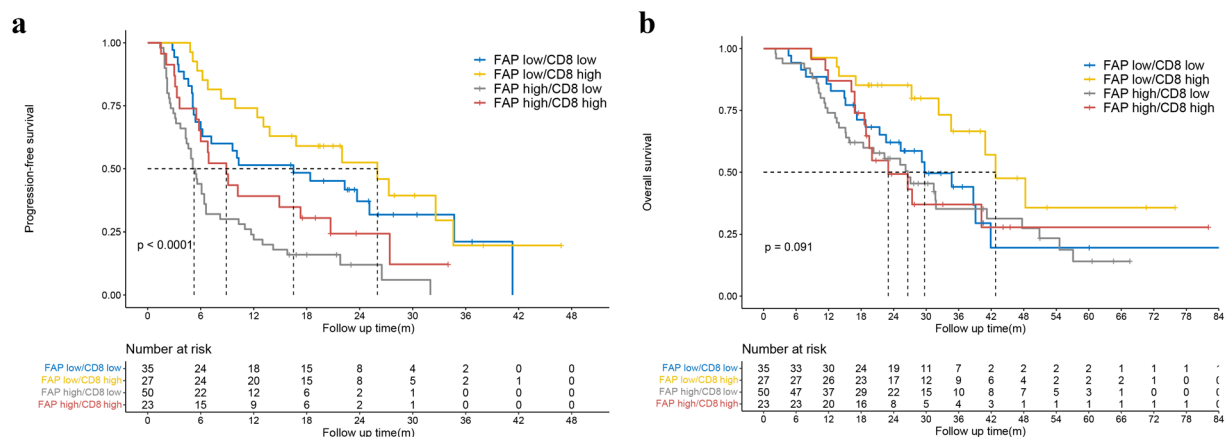 a
1.00
0.75
0.50
0.25
0.00
Progression-free survival
FAP low/CD8 low
FAP low/CD8 high
FAP high/CD8 low
FAP high/CD8 high
p < 0.0001
0 6 12 18 24 30 36 42 48
Follow up time(m)
Number at risk
FAP low/CD8 low 35 24 18 15 8 4 2 0 0
FAP low/CD8 high 27 24 20 15 8 5 2 1 0
FAP high/CD8 low 50 22 12 6 2 1 0 0 0
FAP high/CD8 high 23 15 9 6 2 1 0 0 0
0 6 12 18 24 30 36 42 48
Follow up time(m)
b
1.00
0.75
0.50
0.25
0.00
Overall survival
FAP low/CD8 low
FAP low/CD8 high
FAP high/CD8 low
FAP high/CD8 high
p = 0.091
0 6 12 18 24 30 36 42 48 54 60 66 72 78 84
Follow up time(m)
Number at risk
FAP low/CD8 low 35 33 30 24 19 11 7 2 2 2 2 1 1 1
FAP low/CD8 high 27 27 26 23 17 12 9 6 4 2 2 2 1 0
FAP high/CD8 low 50 47 37 29 22 15 10 8 7 5 3 1 0 0
FAP high/CD8 high 23 23 20 16 8 5 4 3 1 1 1 1 1 1
0 6 12 18 24 30 36 42 48 54 60 66 72 78 84
Follow up time(m)